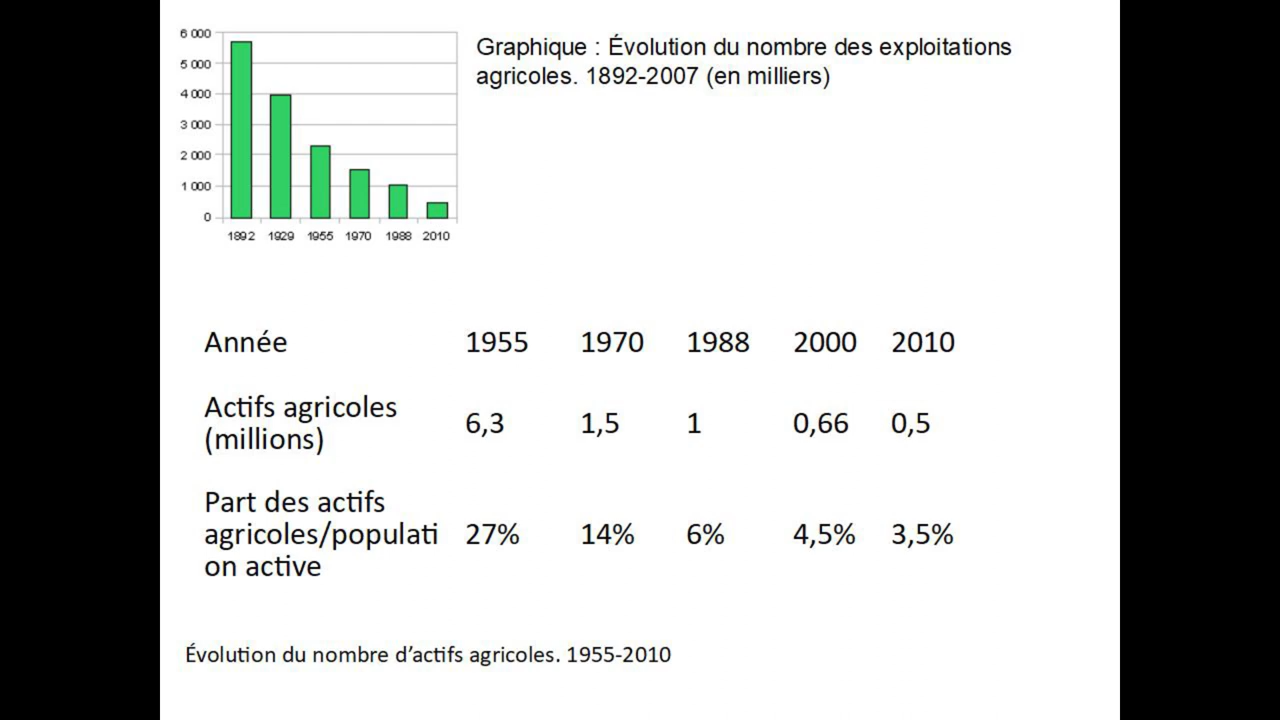 6 000
5 000
4 000
3 000
2 000
1 000
0
1892 1929 1955 1970 1988 2010
Graphique : Évolution du nombre des exploitations
agricoles. 1892-2007 (en milliers)
Année 1955 1970 1988 2000 2010
Actifs agricoles
(millions) 6,3 1,5 1 0,66 0,5
Part des actifs
agricoles/populati 27% 14% 6% 4,5% 3,5%
on active
Évolution du nombre d’actifs agricoles. 1955-2010